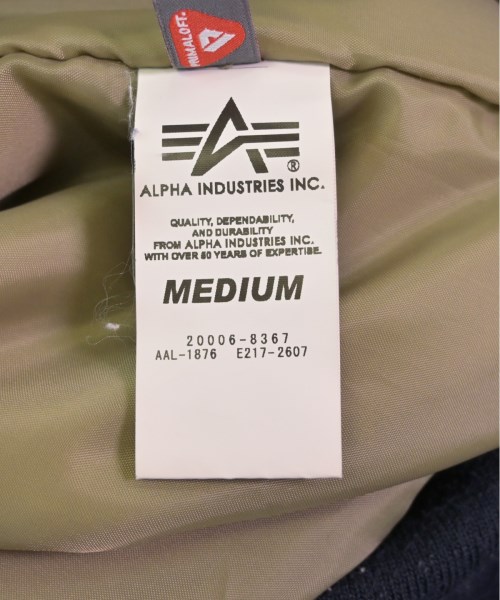 PRIMALOFT®
ALPHA INDUSTRIES INC.
QUALITY, DEPENDABILITY,
AND DURABILITY
FROM ALPHA INDUSTRIES INC.
WITH OVER 50 YEARS OF EXPERTISE.
MEDIUM
20006-8367
AAL-1876 E217-2607